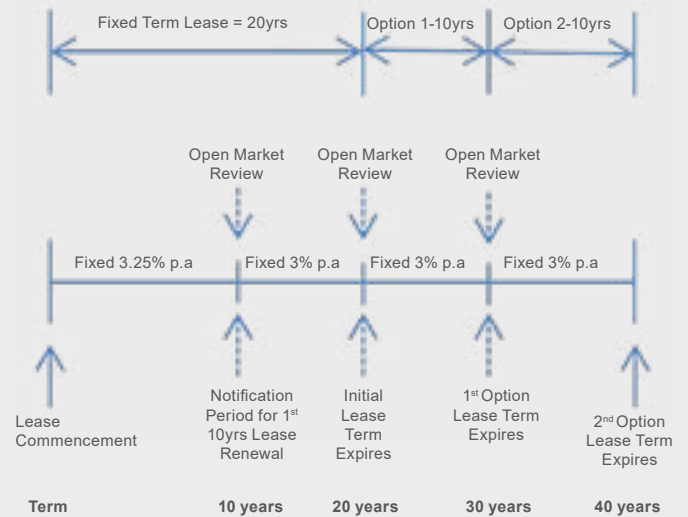 Fixed Term Lease = 20yrs
Option 1-10yrs
Option 2-10yrs
Open Market
Review
Open Market
Review
Open Market
Review
Fixed 3.25% p.a
Fixed 3% p.a
Fixed 3% p.a
Fixed 3% p.a
Lease
Commencement
Notification
Period for 1st
10yrs Lease
Renewal
Initial
Lease
Term
Expires
1st Option
Lease Term
Expires
2nd Option
Lease Term
Expires
Term
10 years
20 years
30 years
40 years